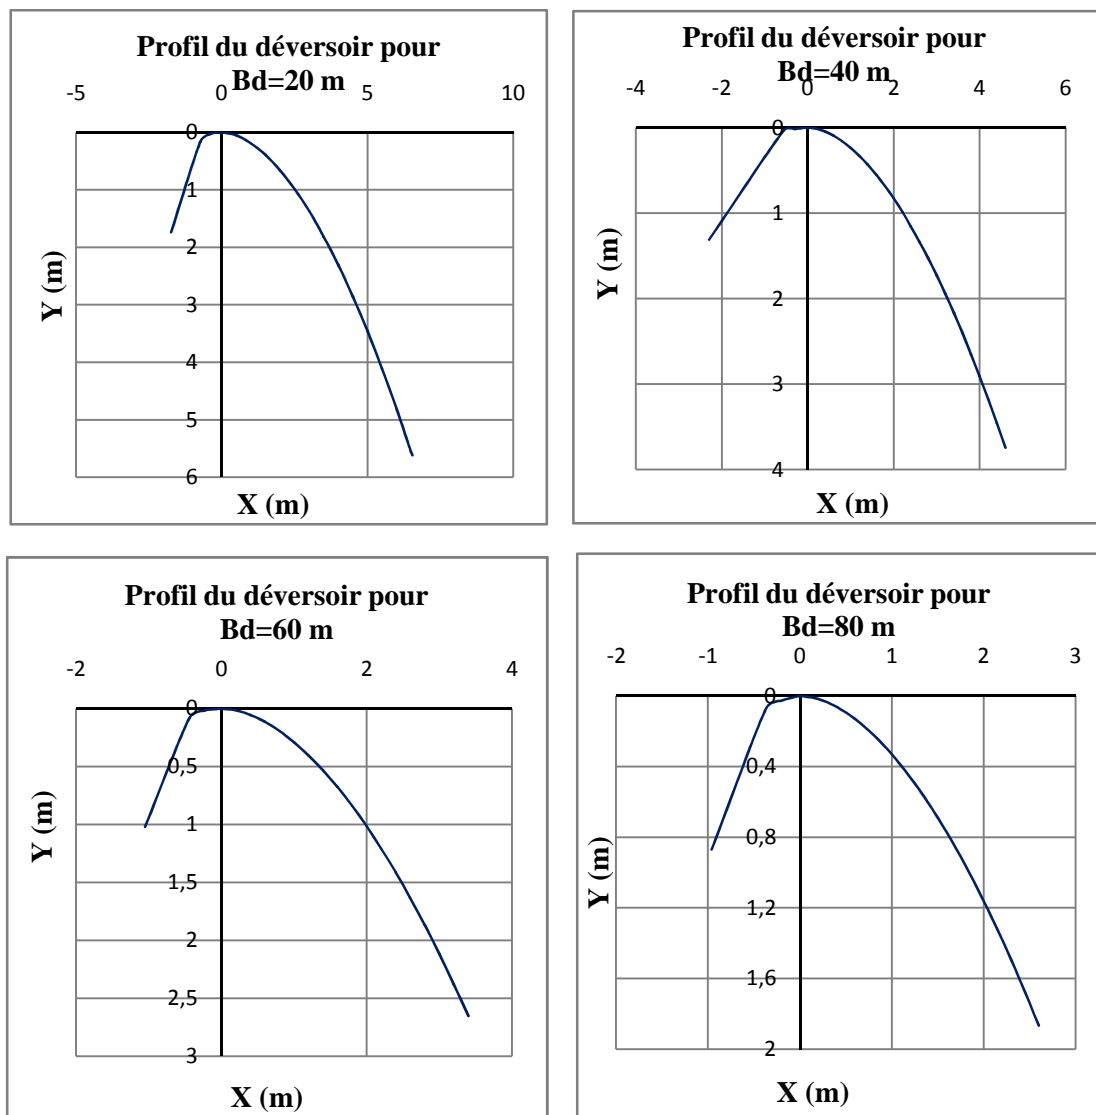 Profil du déversoir pour
Bd=20 m
-5 0 5 10
0
1
2
3
4
5
6
Y (m)
X (m)
Profil du déversoir pour
Bd=40 m
-4 -2 0 2 4 6
0
1
2
3
4
Y (m)
X (m)
Profil du déversoir pour
Bd=60 m
-2 0 2 4
0
0,5
1
1,5
2
2,5
3
Y (m)
X (m)
Profil du déversoir pour
Bd=80 m
-2 -1 0 1 2 3
0
0,4
0,8
1,2
1,6
2
Y (m)
X (m)